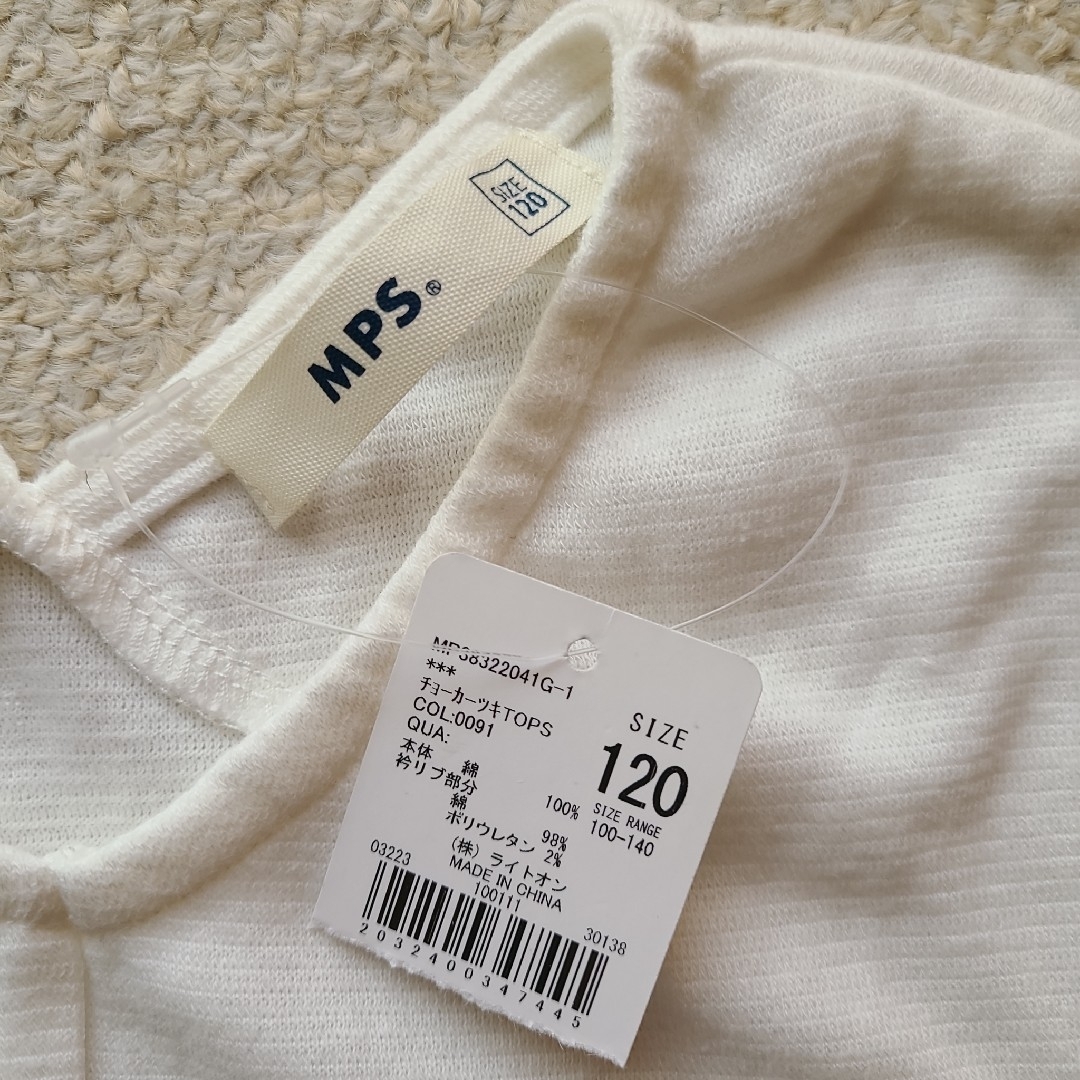 SIZE
120
MPS®
MPS8322041G-1
***
ﾁｮｰｶｰﾂｷTOPS
COL:0091
QUA:
本体 綿 100%
衿リブ部分
綿 98%
ポリウレタン 2%
(株) ライトオン
MADE IN CHINA
100111
SIZE
120
SIZE RANGE
100-140
03223
30138
2032400347445